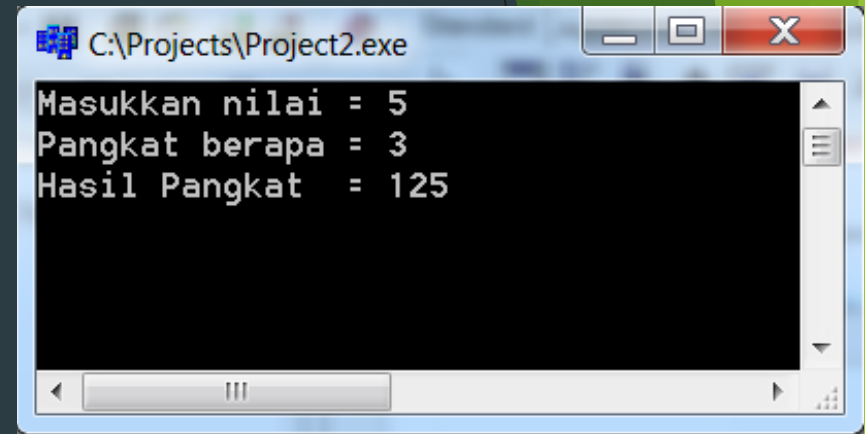 C:\Projects\Project2.exe
Masukkan nilai = 5
Pangkat berapa = 3
Hasil Pangkat  = 125